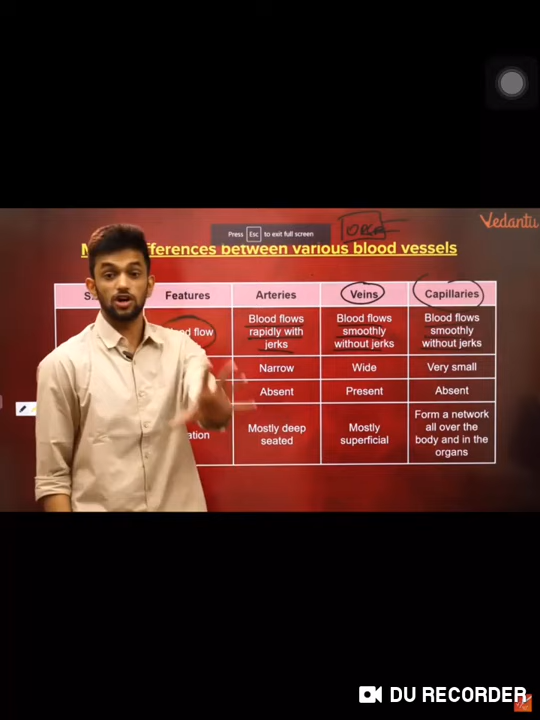 Vedantu
Press Esc to exit full screen
differences between various blood vessels
Features
Arteries
Veins
Capillaries
flow
Blood flows
rapidly with
jerks
Blood flows
smoothly
without jerks
Blood flows
smoothly
without jerks
Narrow
Wide
Very small
Absent
Present
Absent
Mostly deep
seated
Mostly
superficial
Form a network
all over the
body and in the
organs
DU RECORDER